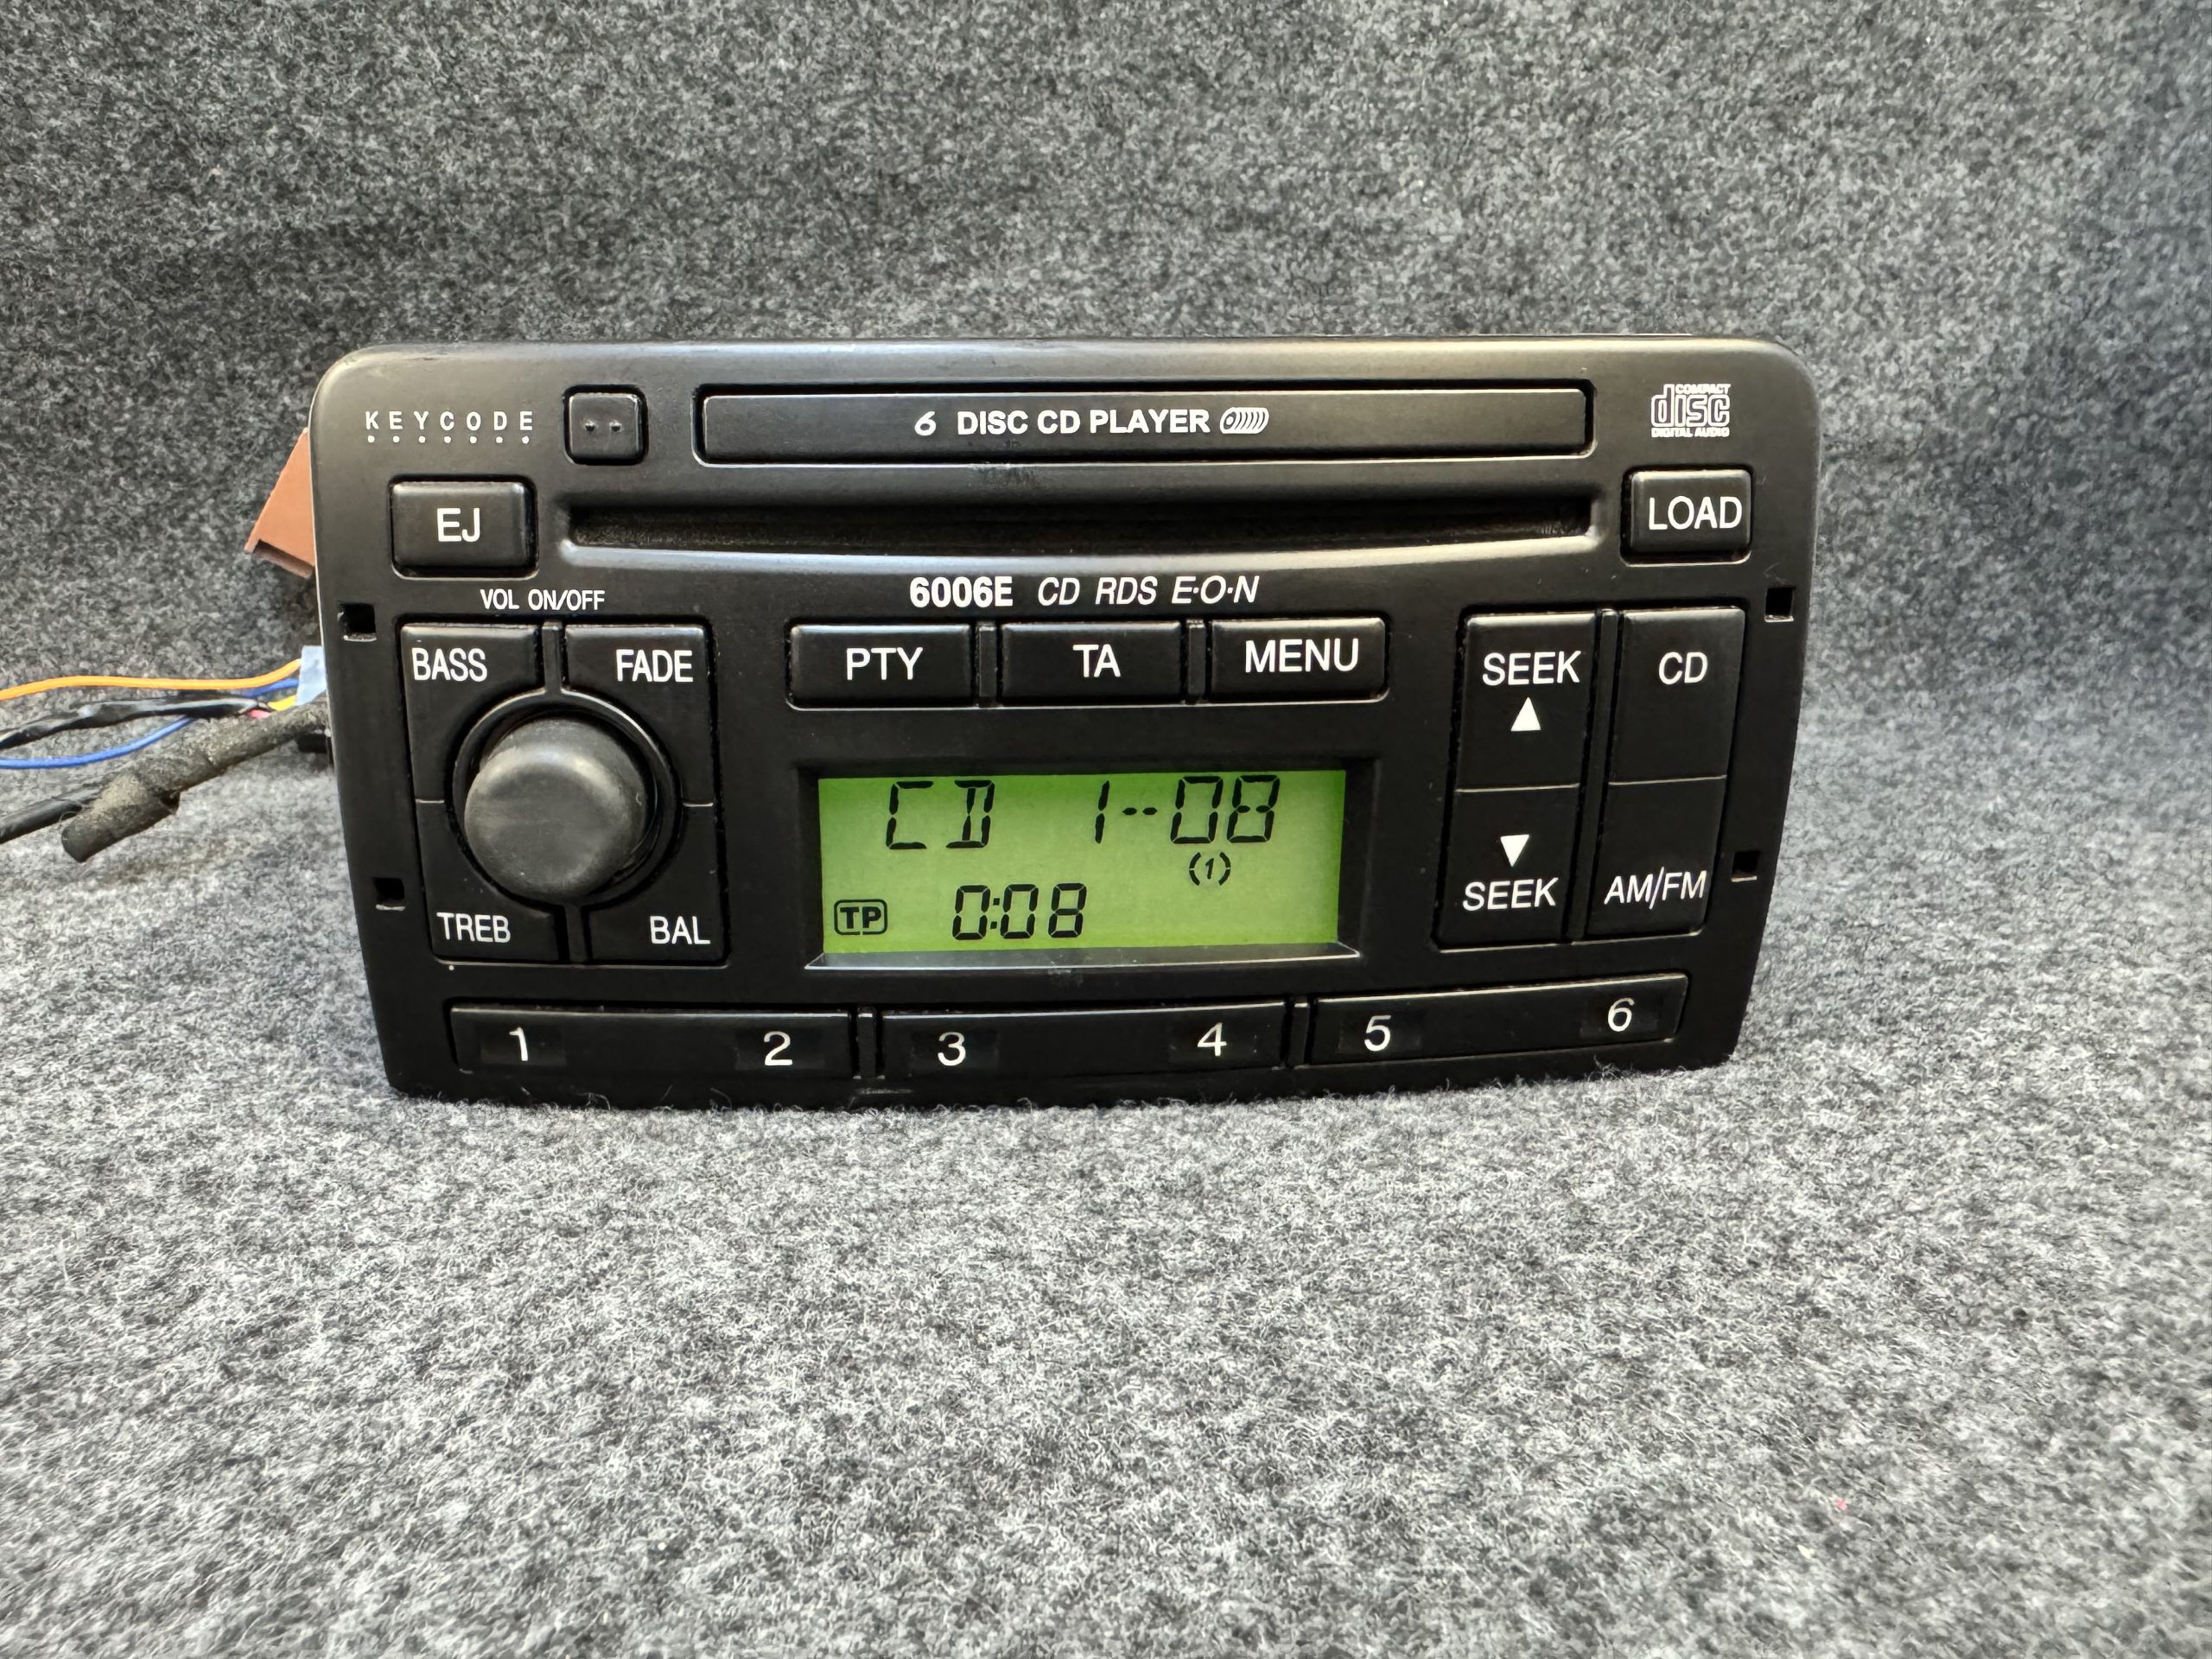 KEYCODE
6 DISC CD PLAYER
COMPACT
disc
DIGITAL AUDIO
EJ
LOAD
6006E CD RDS E·O·N
VOL ON/OFF
BASS
FADE
PTY
TA
MENU
SEEK
▲
CD
CD 1--08
(1)
TP
0:08
▼
SEEK
AM/FM
TREB
BAL
1
2
3
4
5
6